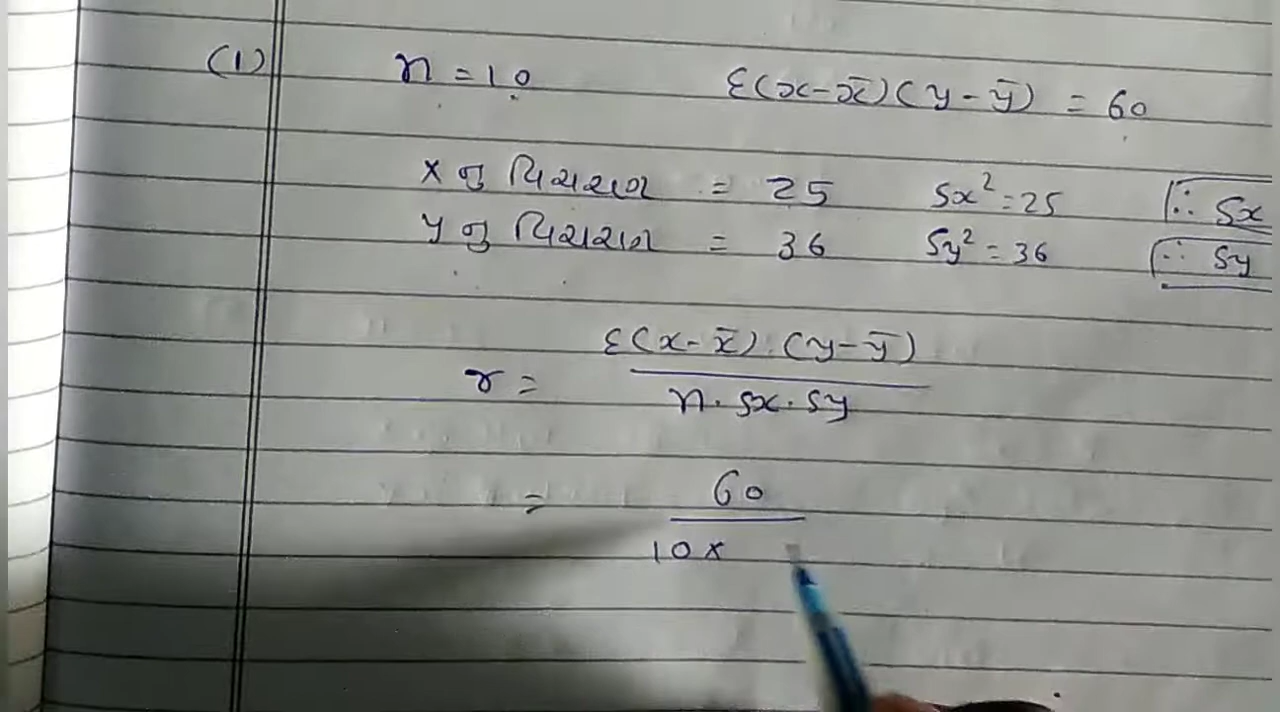 (1) n = 10 Σ(x-x̄)(y-ȳ) = 60
x નું વિચરણ = 25 Sx² = 25 ∴ Sx
y નું વિચરણ = 36 Sy² = 36 ∴ Sy
Σ(x-x̄).(y-ȳ)
r =
n. Sx. Sy
= 60
10 x